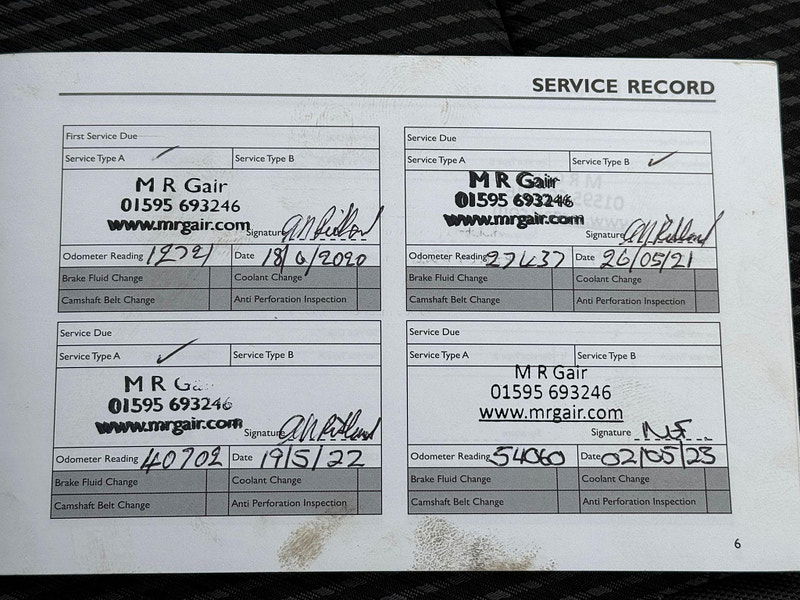 SERVICE RECORD
First Service Due
Service Type A ✓ Service Type B
M R Gair
01595 693246
www.mrgair.com
Signature
Odometer Reading Date 18/6/2020
Brake Fluid Change Coolant Change
Camshaft Belt Change Anti Perforation Inspection
Service Due
Service Type A Service Type B ✓
M R Gair
01595 693246
www.mrgair.com
Signature
Odometer Reading 27437 Date 26/05/21
Brake Fluid Change Coolant Change
Camshaft Belt Change Anti Perforation Inspection
Service Due
Service Type A ✓ Service Type B
M R Ga
01595 693246
www.mrgair.com
Signature
Odometer Reading 40702 Date 19/5/22
Brake Fluid Change Coolant Change
Camshaft Belt Change Anti Perforation Inspection
Service Due
Service Type A Service Type B
M R Gair
01595 693246
www.mrgair.com
Signature
Odometer Reading 54060 Date 02/05/23
Brake Fluid Change Coolant Change
Camshaft Belt Change Anti Perforation Inspection
6